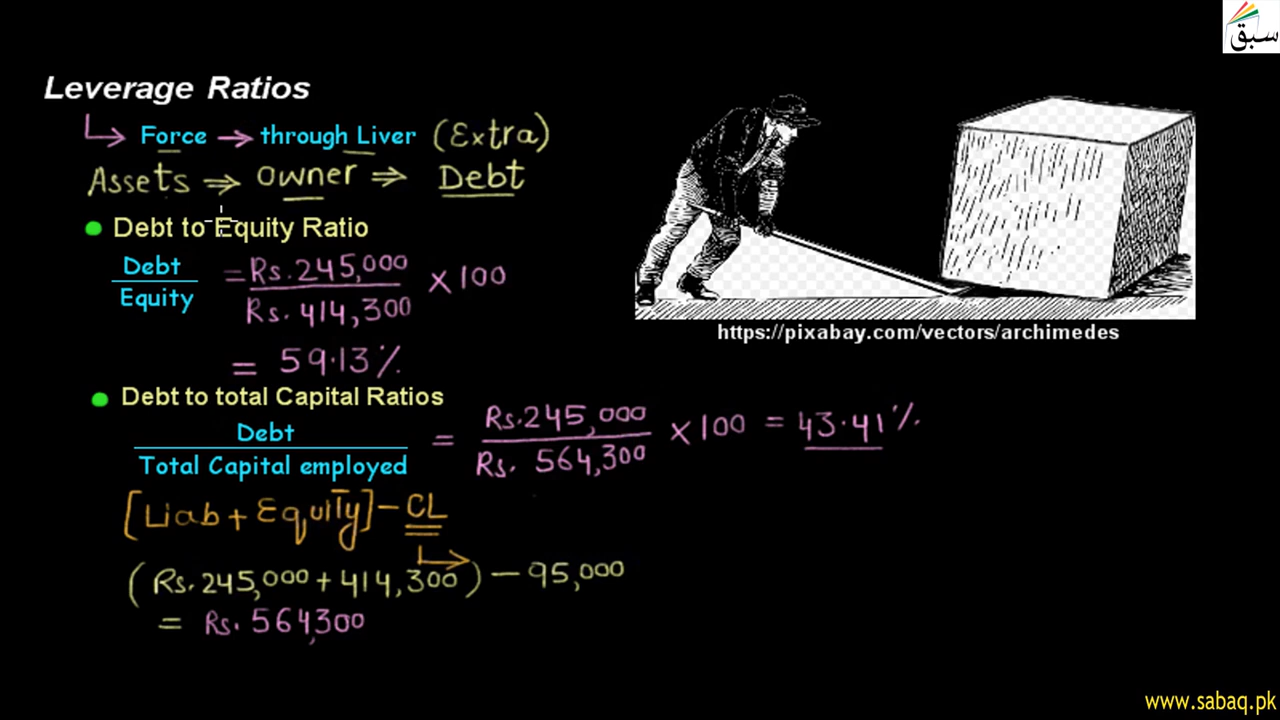 سبق
Leverage Ratios
Force → through Liver (Extra)
Assets ⇒ owner ⇒ Debt
Debt to Equity Ratio
Debt / Equity = Rs.245,000 / Rs. 414,300 × 100
= 59.13%
Debt to total Capital Ratios
Debt / Total Capital employed = Rs.245,000 / Rs. 564,300 × 100 = 43.41%
[Liab + Equity] - CL
(Rs.245,000 + 414,300) - 95,000
= Rs. 564,300
https://pixabay.com/vectors/archimedes
www.sabaq.pk